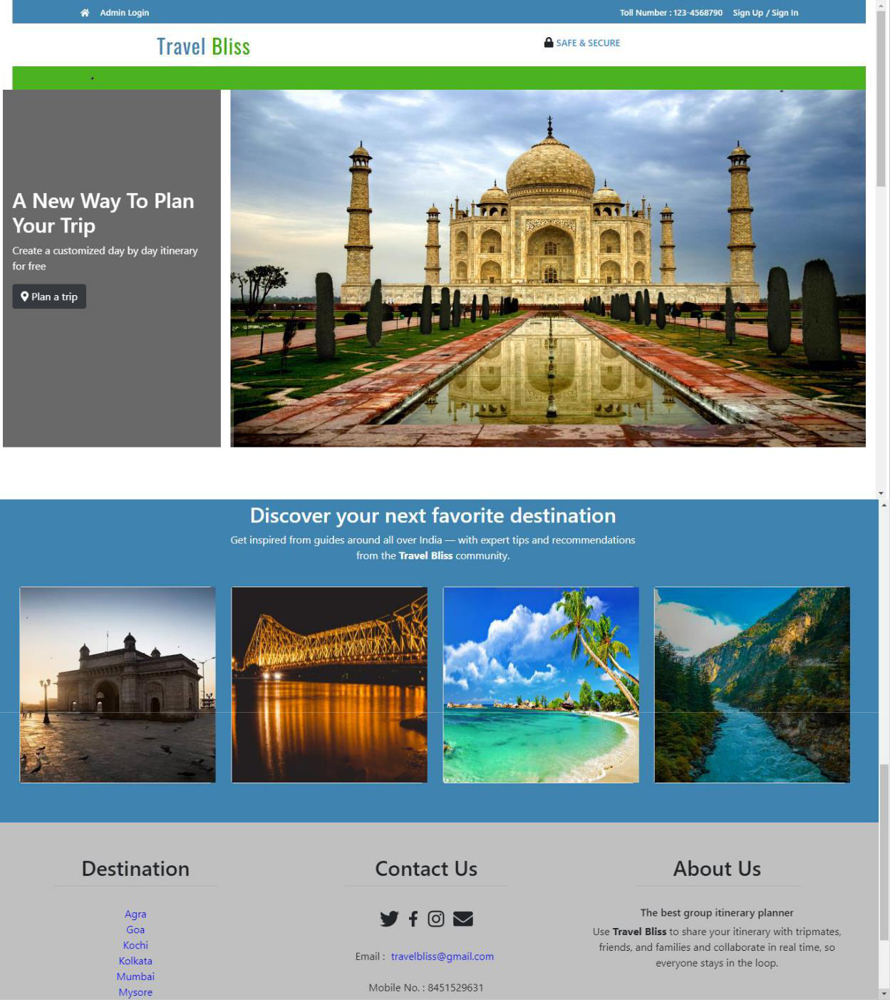 Admin Login
Toll Number : 123-4568790 Sign Up / Sign In
Travel Bliss
SAFE & SECURE
A New Way To Plan
Your Trip
Create a customized day by day itinerary
for free
Plan a trip
Discover your next favorite destination
Get inspired from guides around all over India — with expert tips and recommendations
from the Travel Bliss community.
Destination
Agra
Goa
Kochi
Kolkata
Mumbai
Mysore
Contact Us
Email : travelbliss@gmail.com
Mobile No. : 8451529631
About Us
The best group itinerary planner
Use Travel Bliss to share your itinerary with tripmates,
friends, and families and collaborate in real time, so
everyone stays in the loop.